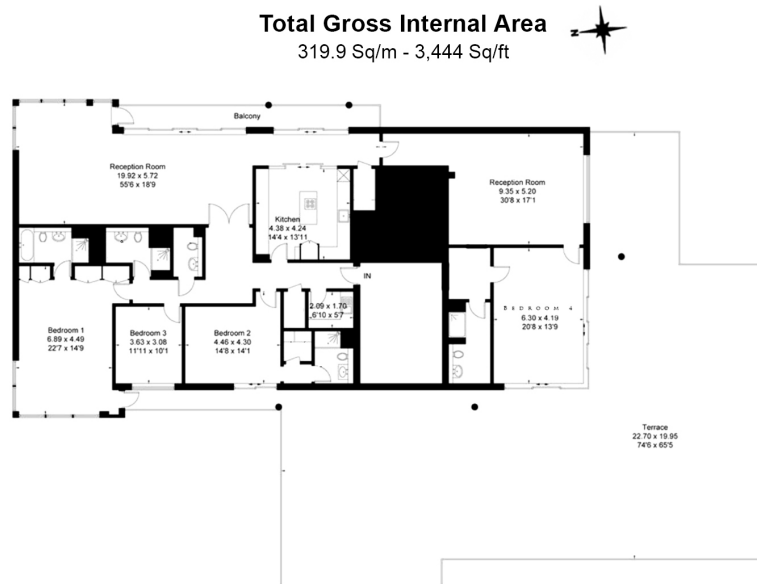 Total Gross Internal Area
319.9 Sq/m - 3,444 Sq/ft
N
Balcony
Reception Room
19.92 x 5.72
55'6 x 18'9
Reception Room
9.35 x 5.20
30'8 x 17'1
Kitchen
4.38 x 4.24
14'4 x 13'11
IN
2.09 x 1.70
6'10 x 5'7
BEDROOM 4
6.30 x 4.19
20'8 x 13'9
Bedroom 1
6.89 x 4.49
22'7 x 14'9
Bedroom 3
3.63 x 3.08
11'11 x 10'1
Bedroom 2
4.46 x 4.30
14'8 x 14'1
Terrace
22.70 x 19.95
74'6 x 65'5